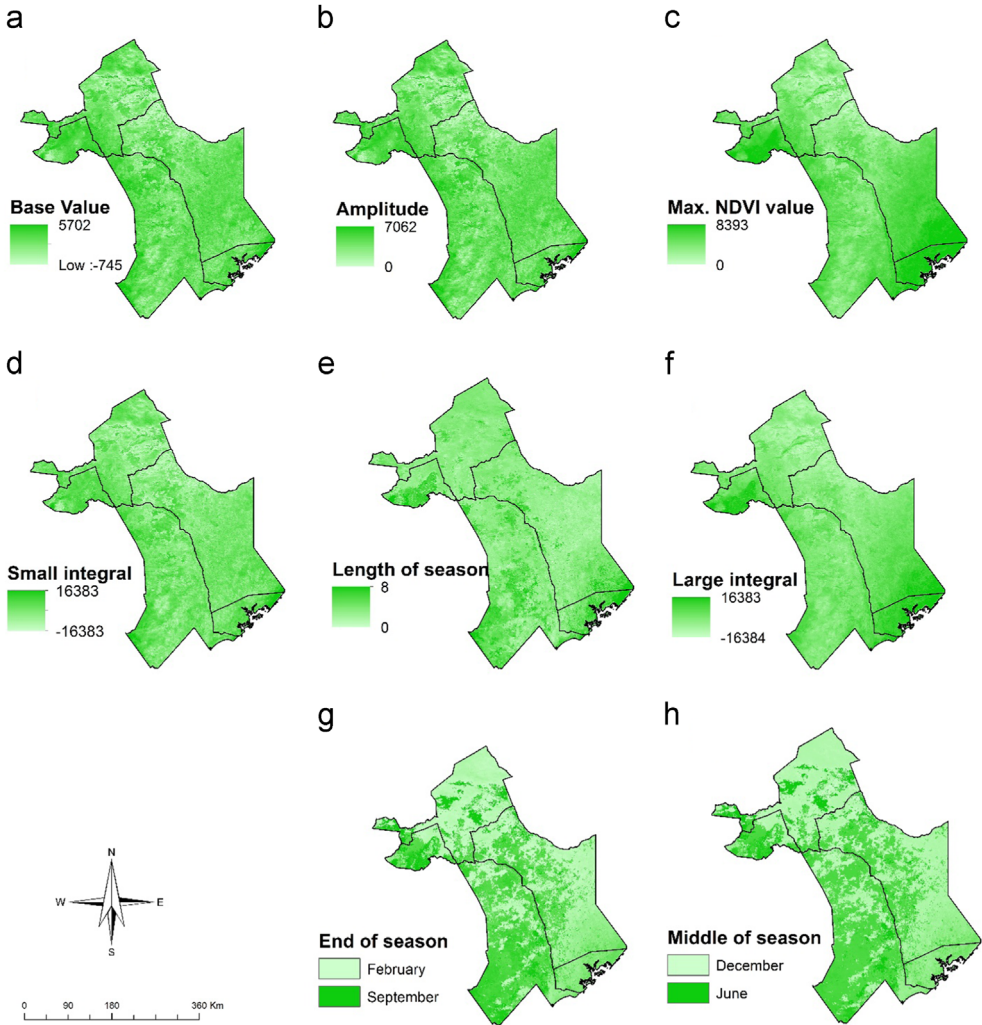 a
b
c
Base Value
5702
Low :-745
Amplitude
7062
0
Max. NDVI value
8393
0
d
e
f
Small integral
16383
-16383
Length of season
8
0
Large integral
16383
-16384
g
h
N
W
E
S
0 90 180 360 Km
End of season
February
September
Middle of season
December
June